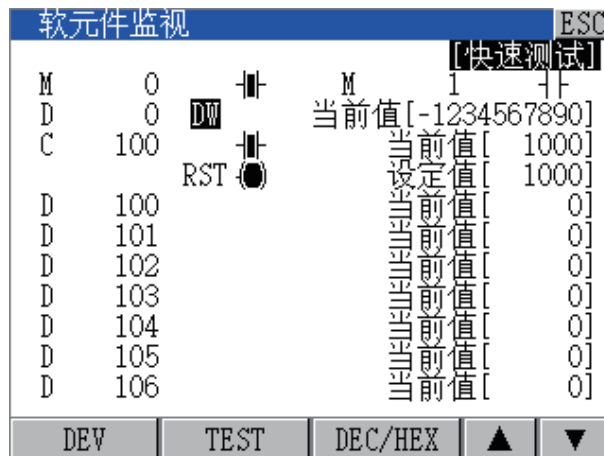 软元件监视 ESC
[快速测试]
M 0 M 1
D 0 DW 当前值[-1234567890]
C 100 当前值[ 1000]
RST 设定值[ 1000]
D 100 当前值[ 0]
D 101 当前值[ 0]
D 102 当前值[ 0]
D 103 当前值[ 0]
D 104 当前值[ 0]
D 105 当前值[ 0]
D 106 当前值[ 0]
DEV TEST DEC/HEX ▲ ▼